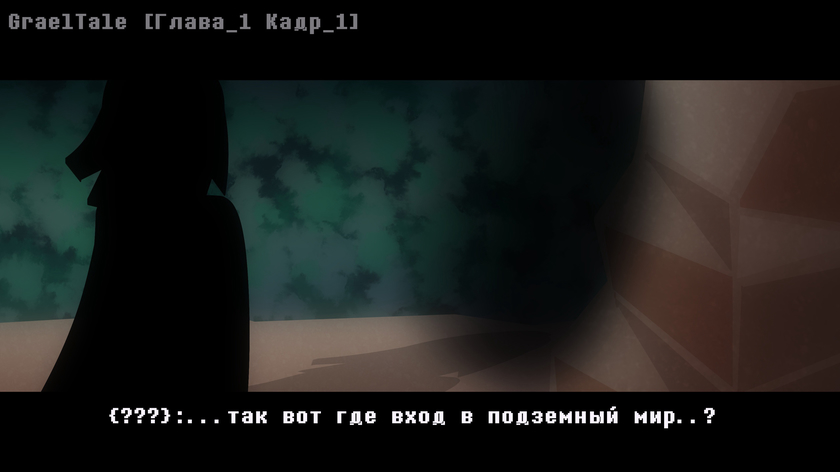 GraelTale [Глава_1 Кадр_1]
{???}:...так вот где вход в подземный мир..?